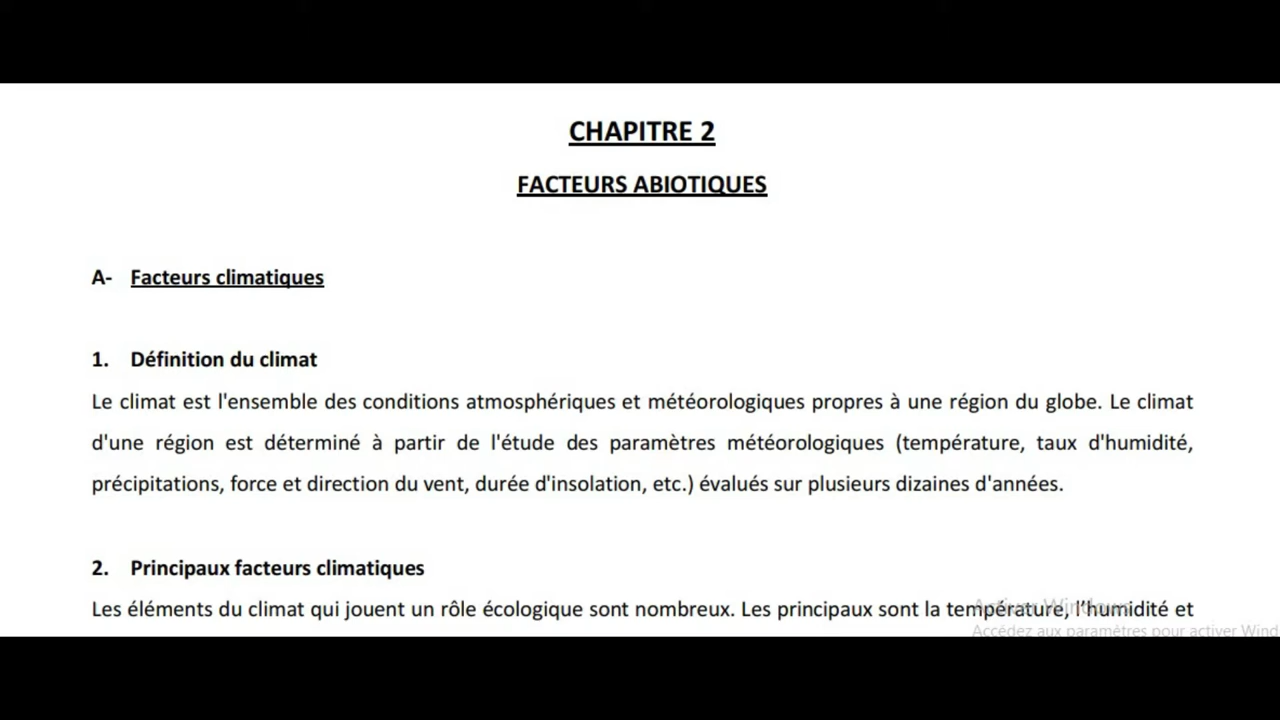 CHAPITRE 2
FACTEURS ABIOTIQUES
A- Facteurs climatiques
1. Définition du climat
Le climat est l'ensemble des conditions atmosphériques et météorologiques propres à une région du globe. Le climat
d'une région est déterminé à partir de l'étude des paramètres météorologiques (température, taux d'humidité,
précipitations, force et direction du vent, durée d'insolation, etc.) évalués sur plusieurs dizaines d'années.
2. Principaux facteurs climatiques
Les éléments du climat qui jouent un rôle écologique sont nombreux. Les principaux sont la température, l'humidité et
Activer Windows
Accédez aux paramètres pour activer Wind